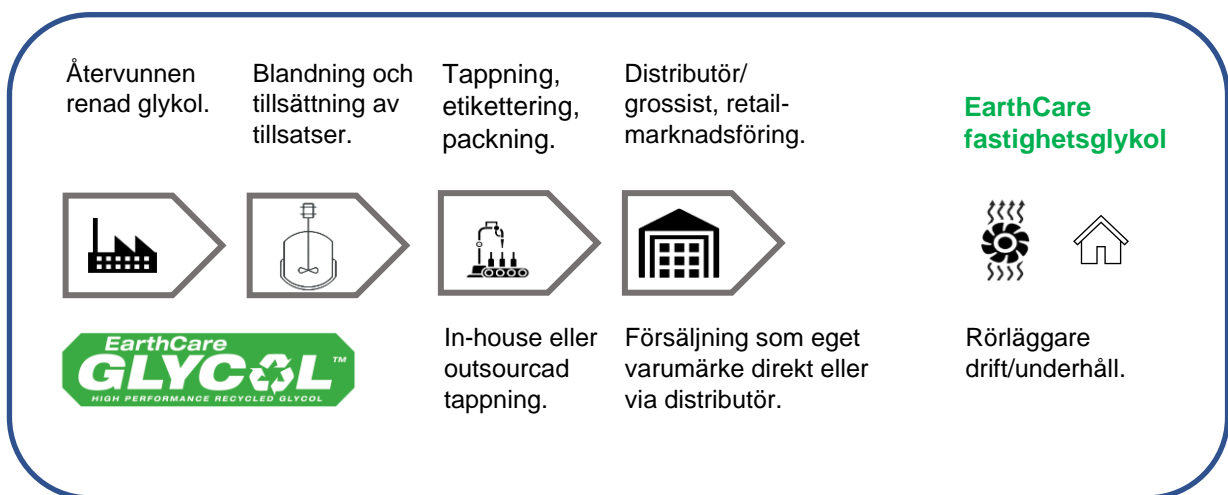 Återvunnen
renad glykol.
Blandning och
tillsättning av
tillsatser.
Tappning,
etikettering,
packning.
Distributör/
grossist, retail-
marknadsföring.
EarthCare
fastighetsglykol
EarthCare
GLYCOL™
HIGH PERFORMANCE RECYCLED GLYCOL
In-house eller
outsourcad
tappning.
Försäljning som eget
varumärke direkt eller
via distributör.
Rörläggare
drift/underhåll.